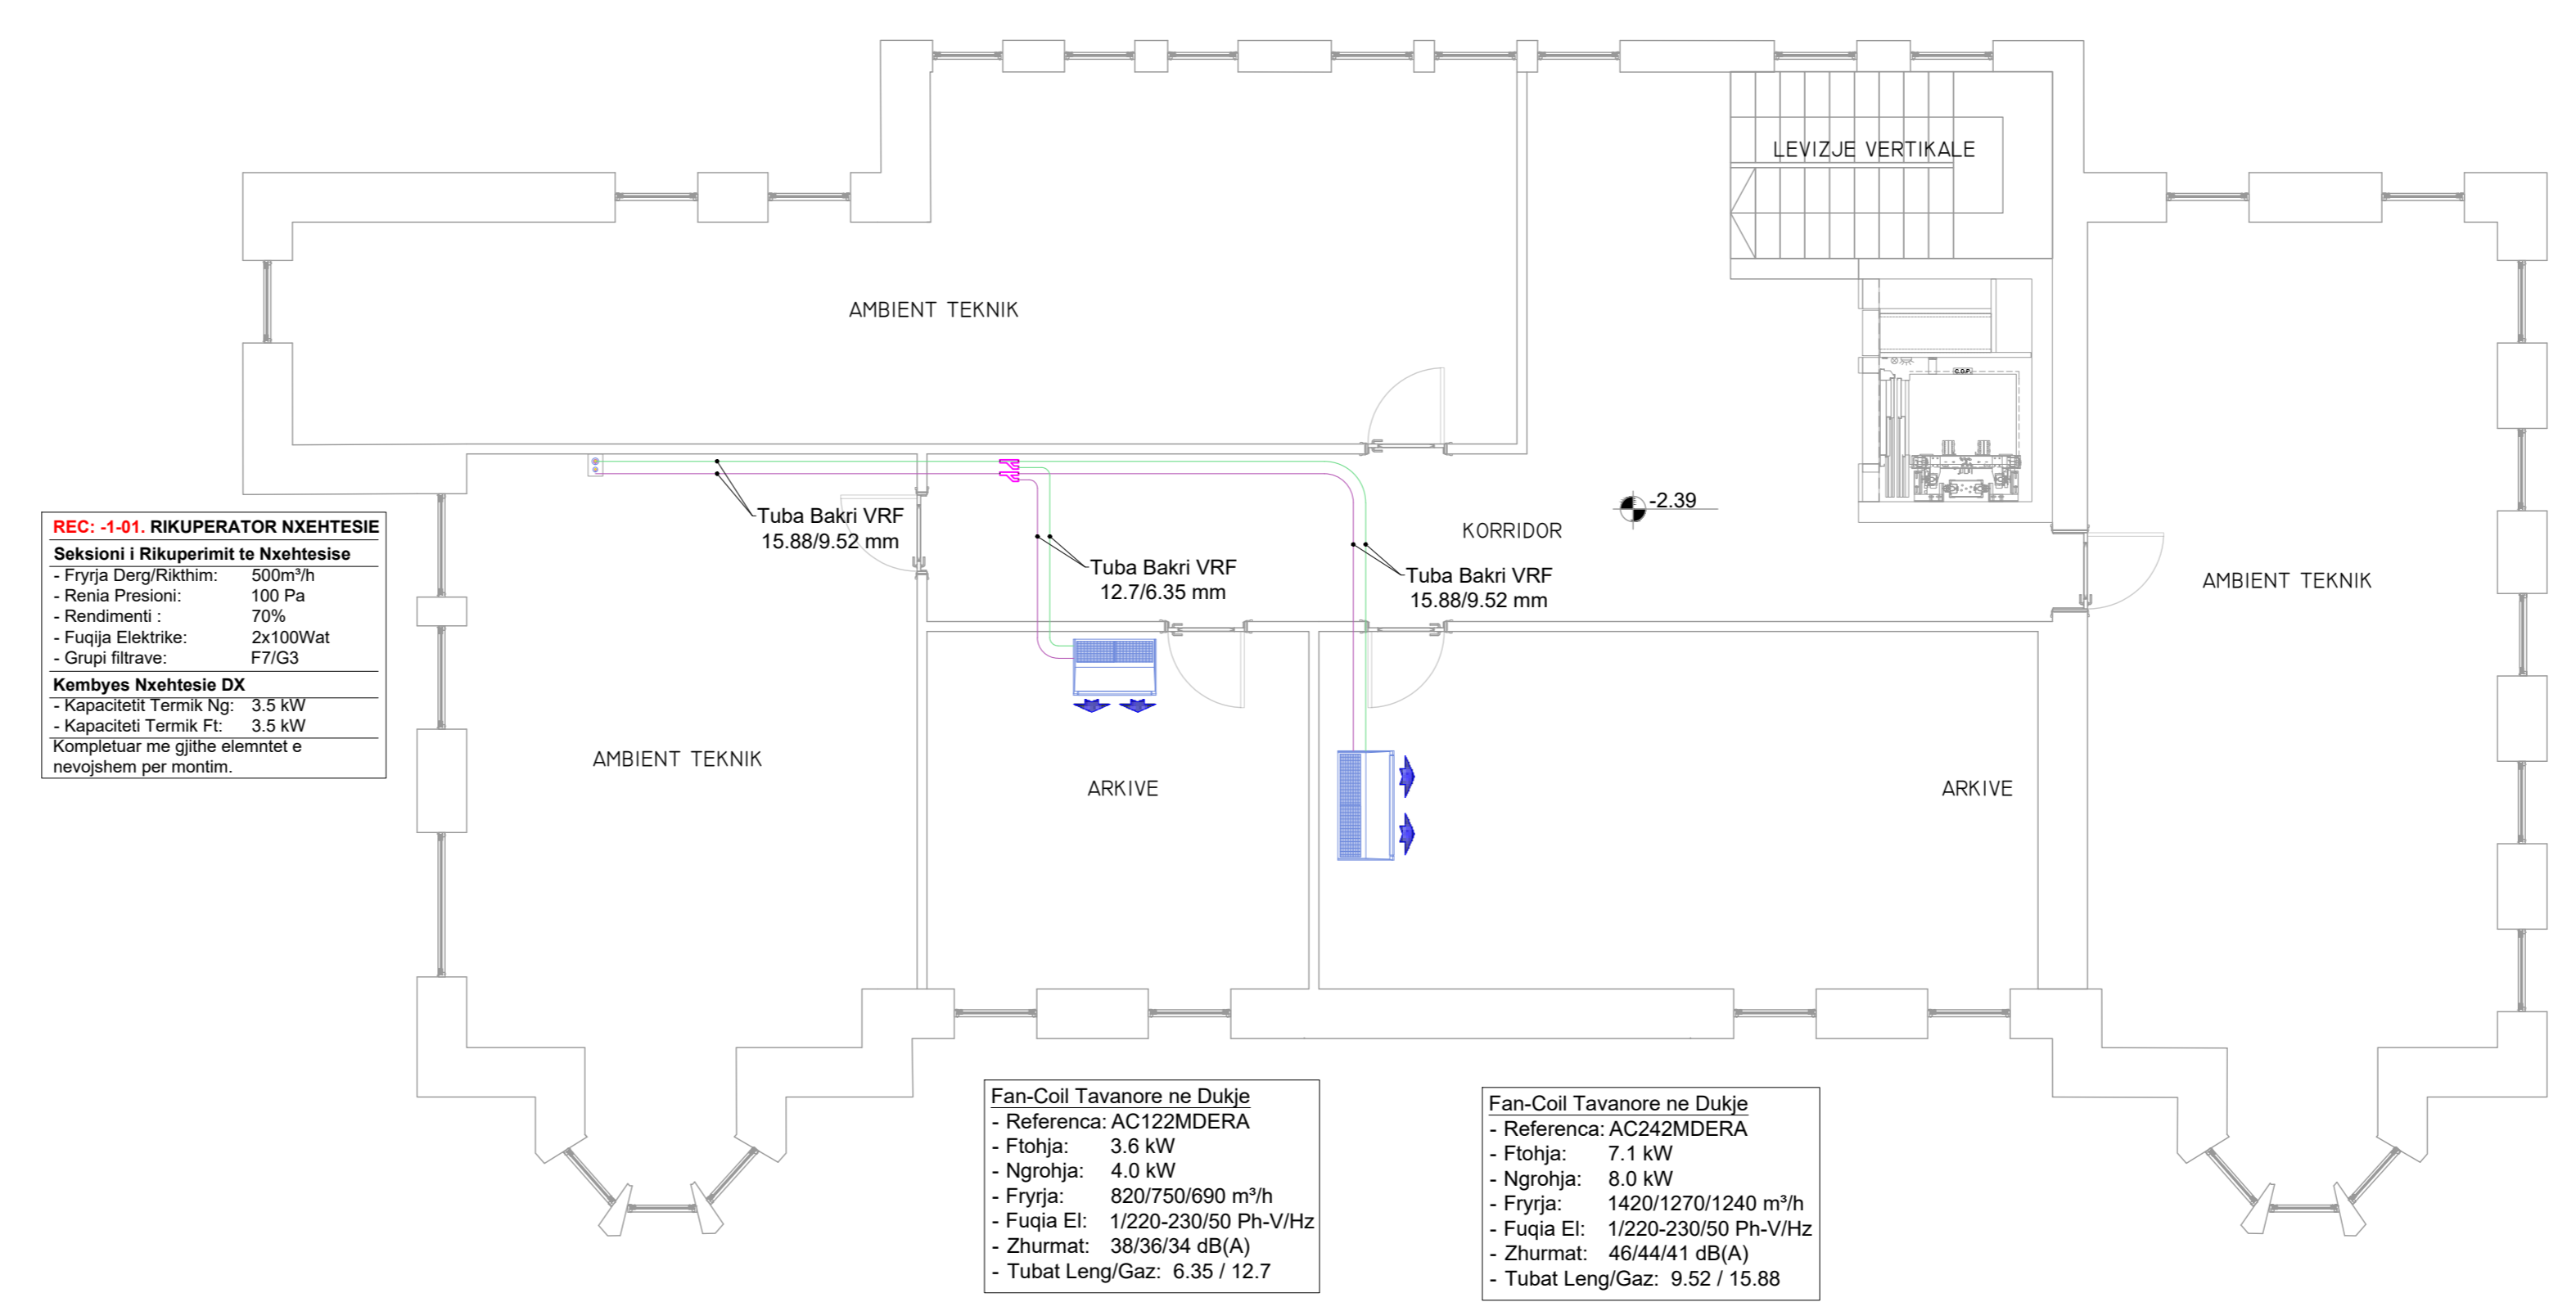 LEVIZJE VERTIKALE
AMBIENT TEKNIK
C.O.P.
-2.39
KORRIDOR
Tuba Bakri VRF
15.88/9.52 mm
Tuba Bakri VRF
12.7/6.35 mm
Tuba Bakri VRF
15.88/9.52 mm
AMBIENT TEKNIK
REC: -1-01. RIKUPERATOR NXEHTESIE
Seksioni i Rikuperimit te Nxehtesise
- Fryrja Derg/Rikthim: 500m³/h
- Renia Presioni: 100 Pa
- Rendimenti : 70%
- Fuqija Elektrike: 2x100Wat
- Grupi filtrave: F7/G3
Kembyes Nxehtesie DX
- Kapacitetit Termik Ng: 3.5 kW
- Kapaciteti Termik Ft: 3.5 kW
Kompletuar me gjithe elemntet e
nevojshem per montim.
AMBIENT TEKNIK
ARKIVE
ARKIVE
Fan-Coil Tavanore ne Dukje
- Referenca: AC122MDERA
- Ftohja: 3.6 kW
- Ngrohja: 4.0 kW
- Fryrja: 820/750/690 m³/h
- Fuqia El: 1/220-230/50 Ph-V/Hz
- Zhurmat: 38/36/34 dB(A)
- Tubat Leng/Gaz: 6.35 / 12.7
Fan-Coil Tavanore ne Dukje
- Referenca: AC242MDERA
- Ftohja: 7.1 kW
- Ngrohja: 8.0 kW
- Fryrja: 1420/1270/1240 m³/h
- Fuqia El: 1/220-230/50 Ph-V/Hz
- Zhurmat: 46/44/41 dB(A)
- Tubat Leng/Gaz: 9.52 / 15.88